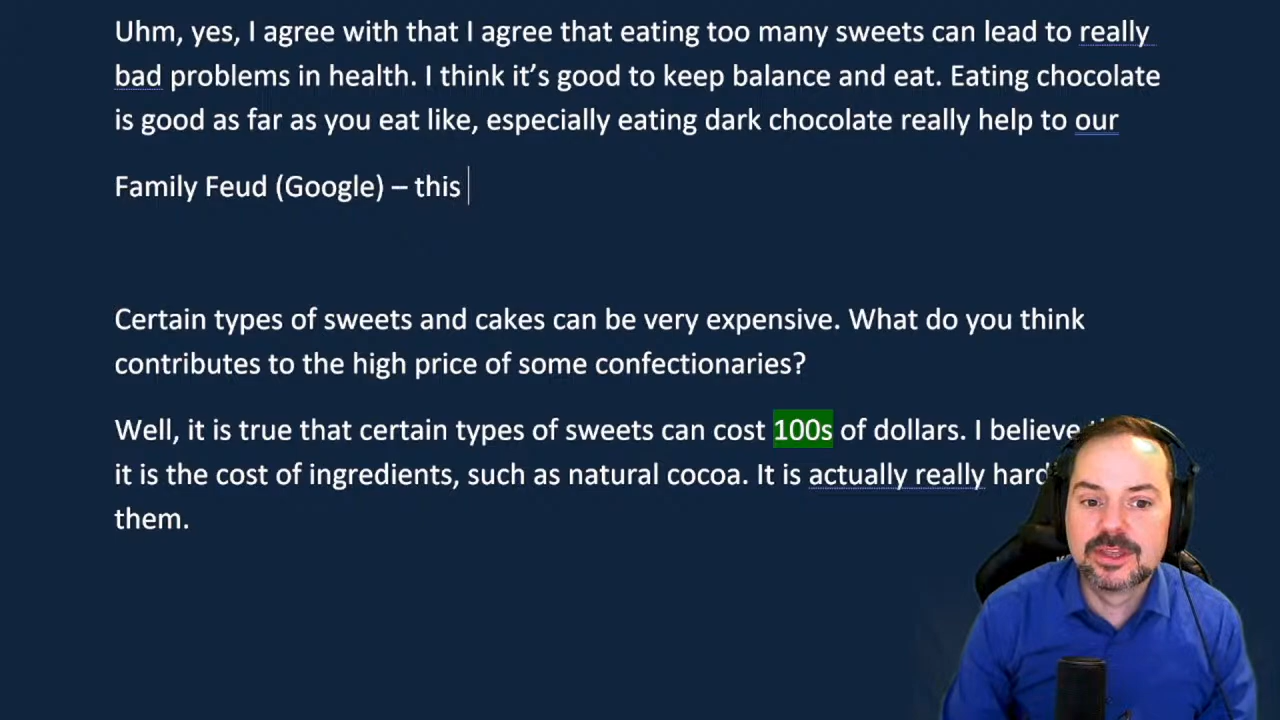 Uhm, yes, I agree with that I agree that eating too many sweets can lead to really
bad problems in health. I think it’s good to keep balance and eat. Eating chocolate
is good as far as you eat like, especially eating dark chocolate really help to our
Family Feud (Google) – this
Certain types of sweets and cakes can be very expensive. What do you think
contributes to the high price of some confectionaries?
Well, it is true that certain types of sweets can cost 100s of dollars. I believe
it is the cost of ingredients, such as natural cocoa. It is actually really hard
them.